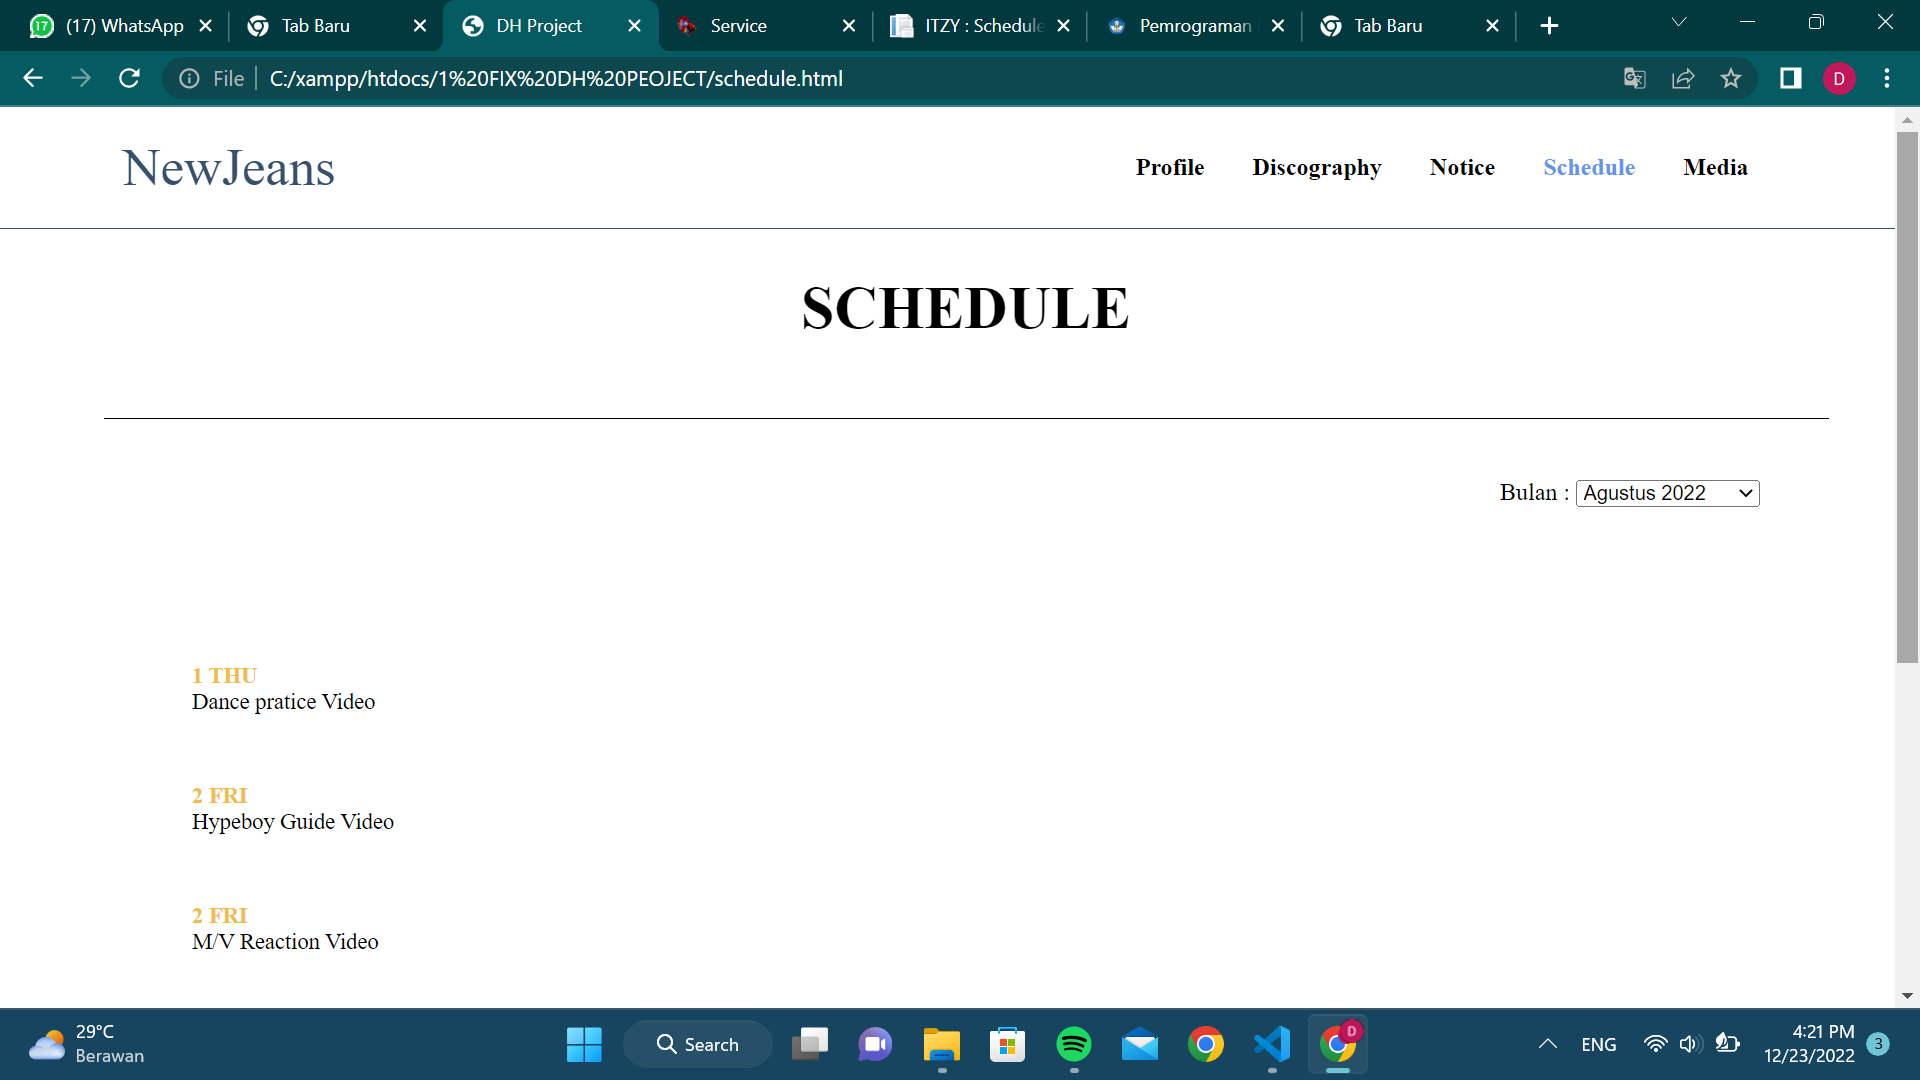 17
(17) WhatsApp
Tab Baru
DH Project
Service
ITZY : Schedule
Pemrograman
Tab Baru
File
C:/xampp/htdocs/1%20FIX%20DH%20PEOJECT/schedule.html
D
NewJeans
Profile
Discography
Notice
Schedule
Media
SCHEDULE
Bulan :
Agustus 2022
1 THU
Dance pratice Video
2 FRI
Hypeboy Guide Video
2 FRI
M/V Reaction Video
29°C
Berawan
Search
D
ENG
4:21 PM
12/23/2022
3